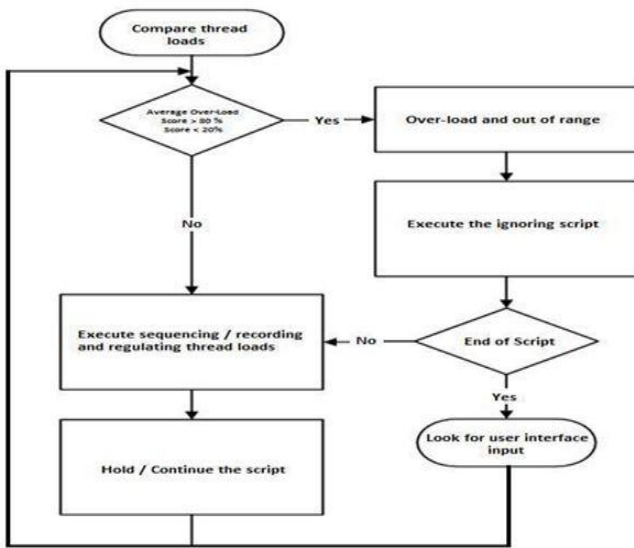 Compare thread
loads
Average Over-Load
Score > 80 %
Score < 20%
Yes
Over-load and out of range
Execute the ignoring script
No
Execute sequencing / recording
and regulating thread loads
No
End of Script
Yes
Look for user interface
input
Hold / Continue the script